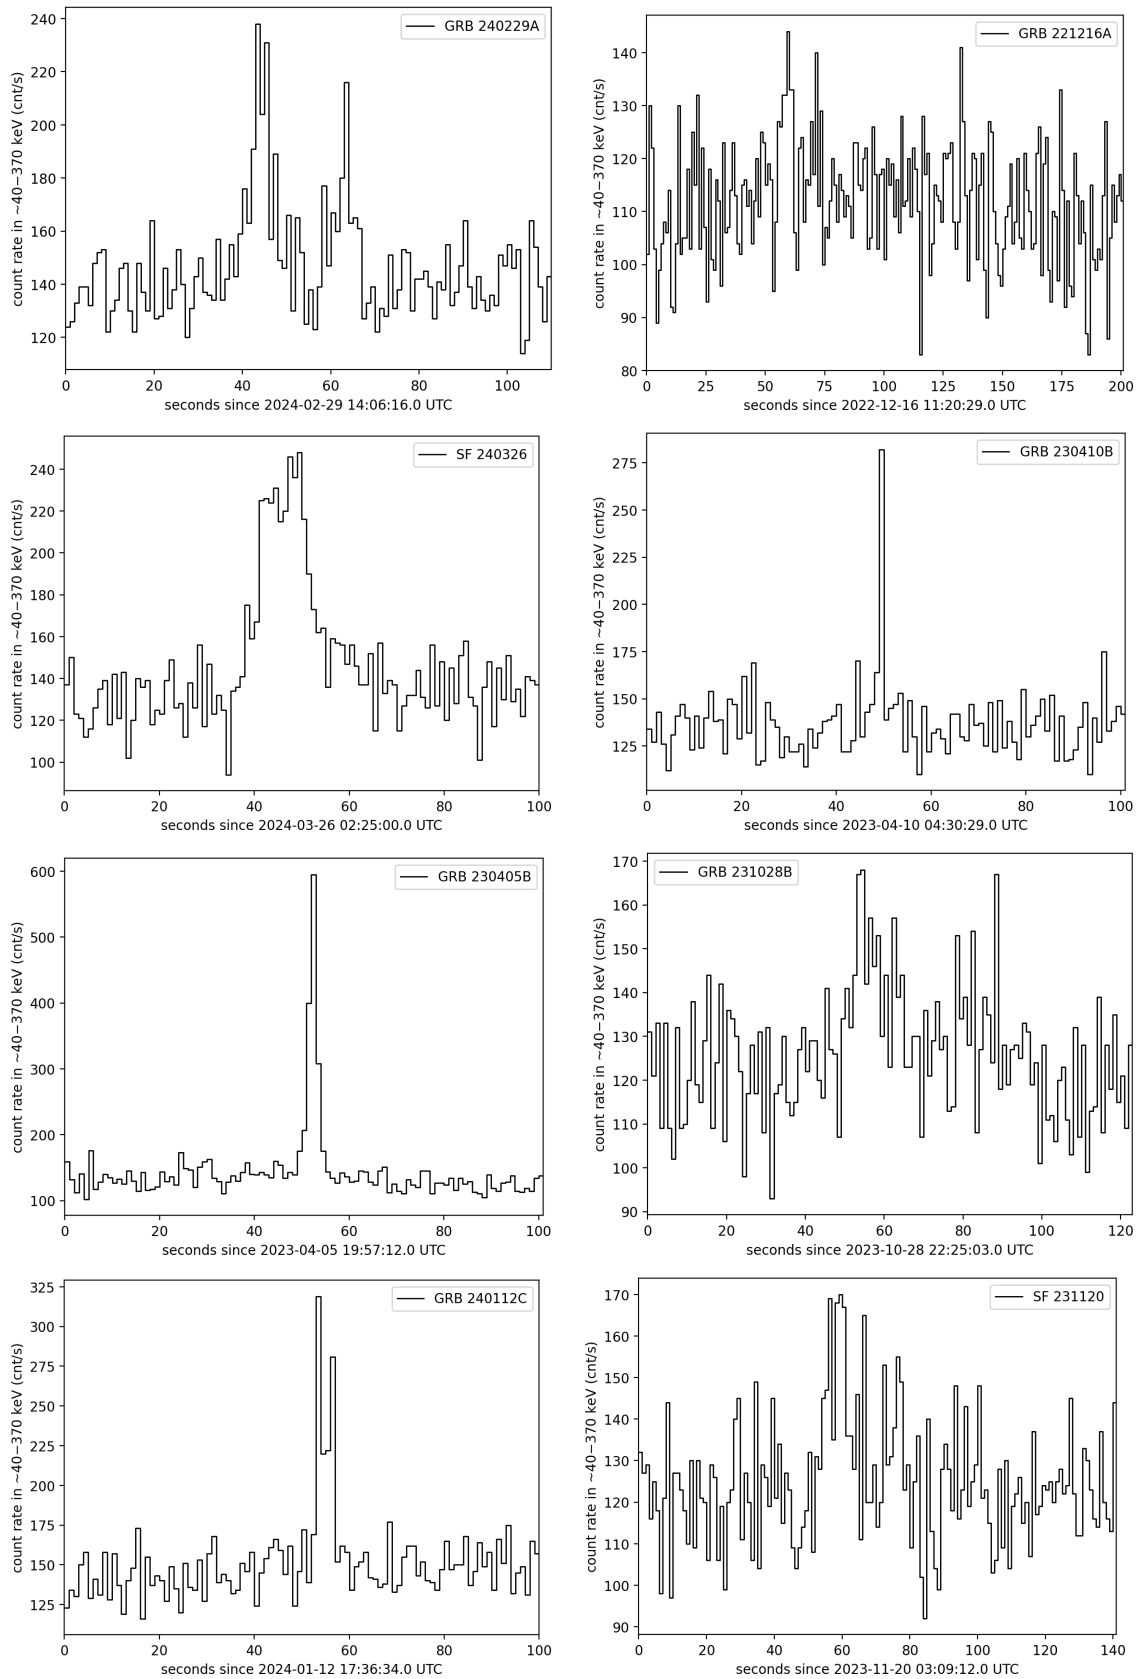 GRB 240229A
count rate in ~40−370 keV (cnt/s)
240
220
200
180
160
140
120
0 20 40 60 80 100
seconds since 2024-02-29 14:06:16.0 UTC
GRB 221216A
count rate in ~40−370 keV (cnt/s)
140
130
120
110
100
90
80
0 25 50 75 100 125 150 175 200
seconds since 2022-12-16 11:20:29.0 UTC
SF 240326
count rate in ~40−370 keV (cnt/s)
240
220
200
180
160
140
120
100
0 20 40 60 80 100
seconds since 2024-03-26 02:25:00.0 UTC
GRB 230410B
count rate in ~40−370 keV (cnt/s)
275
250
225
200
175
150
125
0 20 40 60 80 100
seconds since 2023-04-10 04:30:29.0 UTC
GRB 230405B
count rate in ~40−370 keV (cnt/s)
600
500
400
300
200
100
0 20 40 60 80 100
seconds since 2023-04-05 19:57:12.0 UTC
GRB 231028B
count rate in ~40−370 keV (cnt/s)
170
160
150
140
130
120
110
100
90
0 20 40 60 80 100 120
seconds since 2023-10-28 22:25:03.0 UTC
GRB 240112C
count rate in ~40−370 keV (cnt/s)
325
300
275
250
225
200
175
150
125
0 20 40 60 80 100
seconds since 2024-01-12 17:36:34.0 UTC
SF 231120
count rate in ~40−370 keV (cnt/s)
170
160
150
140
130
120
110
100
90
0 20 40 60 80 100 120 140
seconds since 2023-11-20 03:09:12.0 UTC